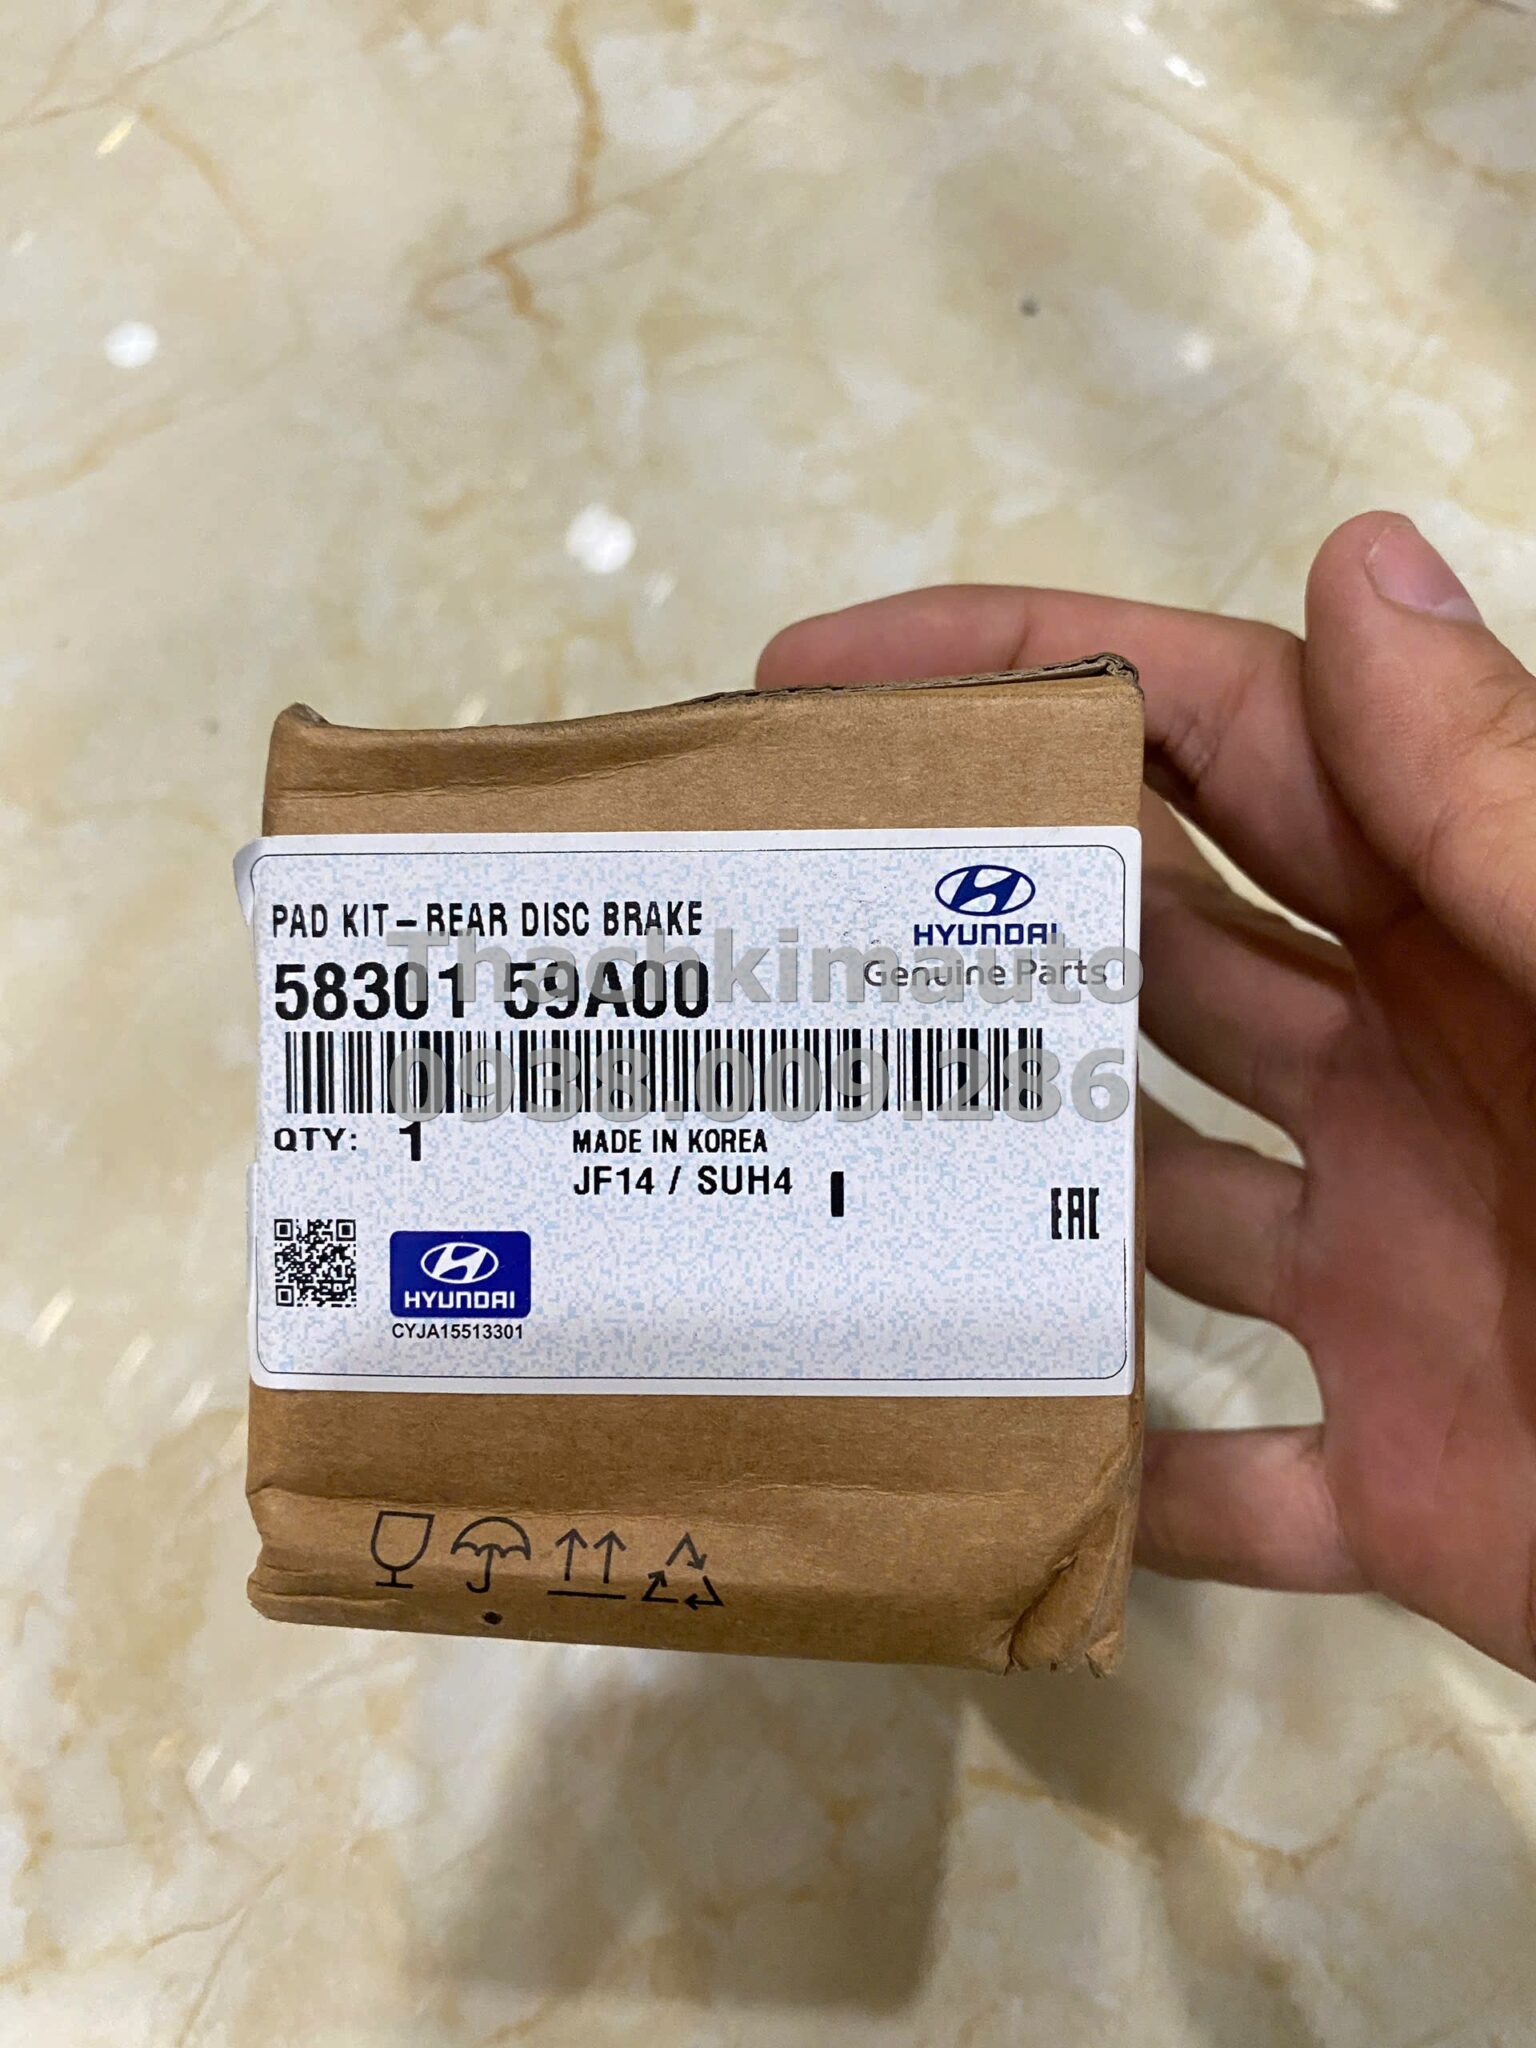 PAD KIT-REAR DISC BRAKE
HYUNDAI
Genuine Parts
58301 59A00
Thachkimauto
0938.009.286
QTY: 1
MADE IN KOREA
JF14 / SUH4
EAC
HYUNDAI
CYJA15513301